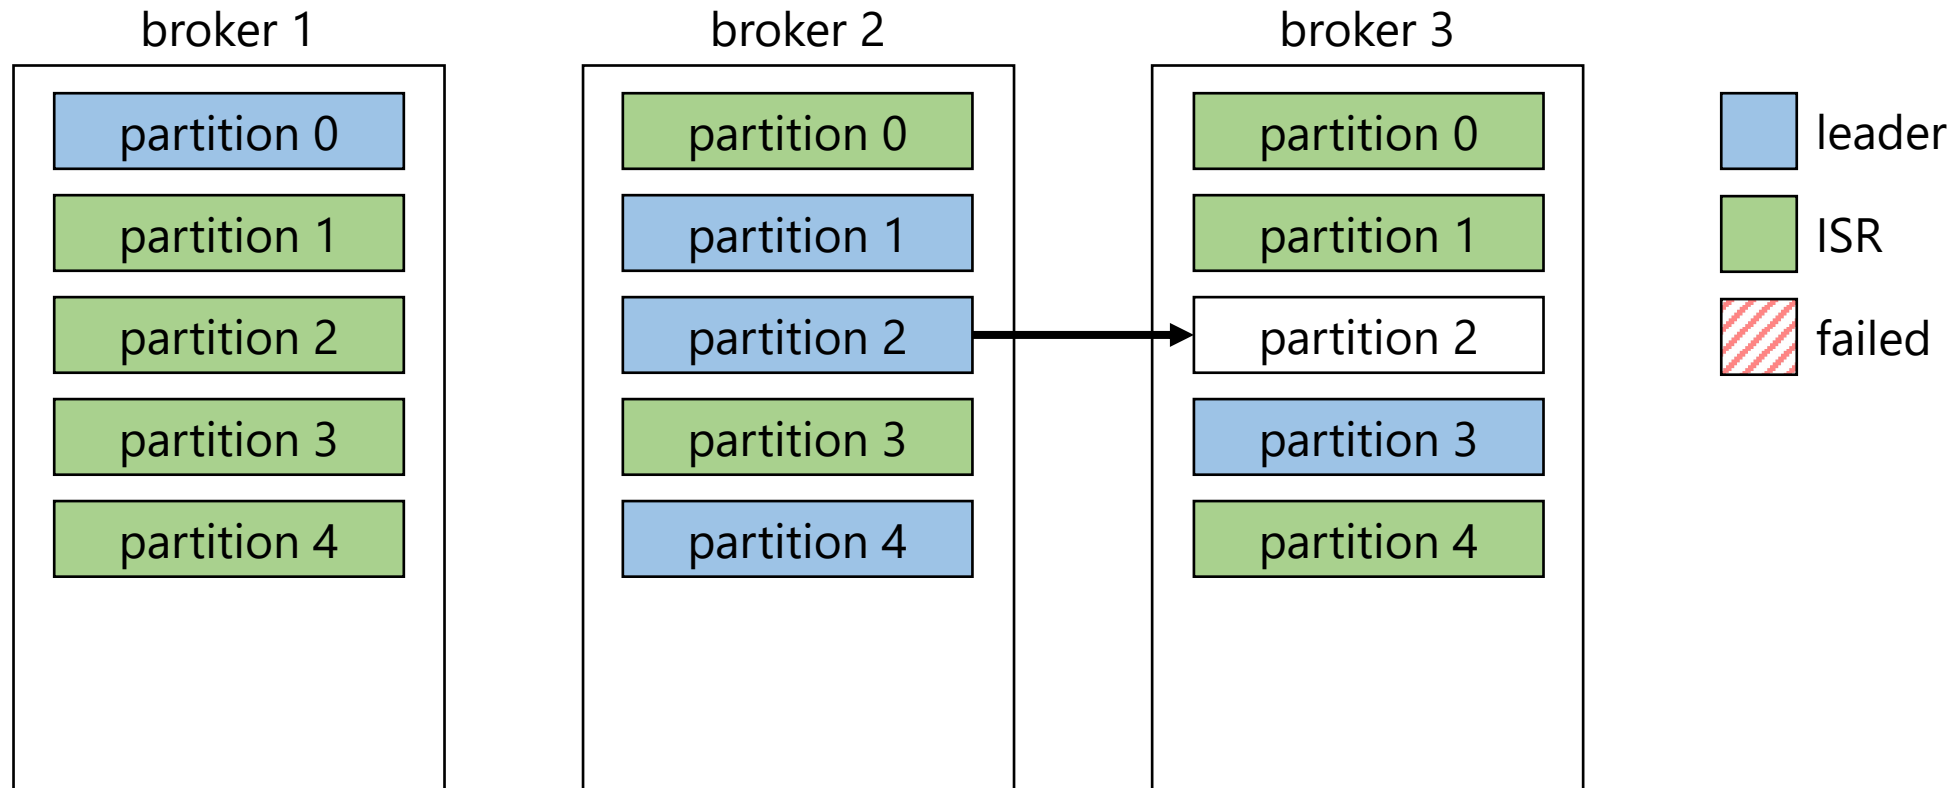 broker 1
partition 0
partition 1
partition 2
partition 3
partition 4
broker 2
partition 0
partition 1
partition 2
partition 3
partition 4
broker 3
partition 0
partition 1
partition 2
partition 3
partition 4
leader
ISR
failed